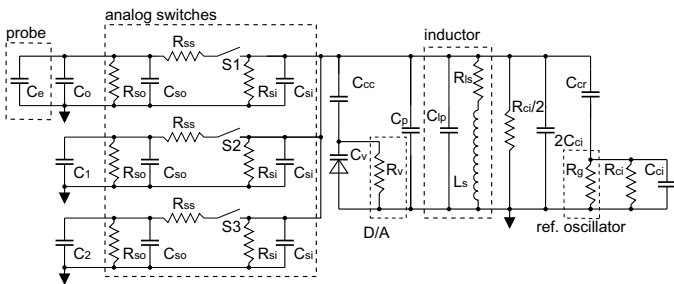 analog switches
probe
inductor
Rss
S1
Ce
Co
Rso
Cso
Rsi
Csi
Ccc
Cp
Clp
Rls
Rci/2
Ccr
Rss
S2
C1
Rso
Cso
Rsi
Csi
Cv
Rv
Ls
2Cci
Rg
Rci
Cci
Rss
S3
C2
Rso
Cso
Rsi
Csi
D/A
ref. oscillator